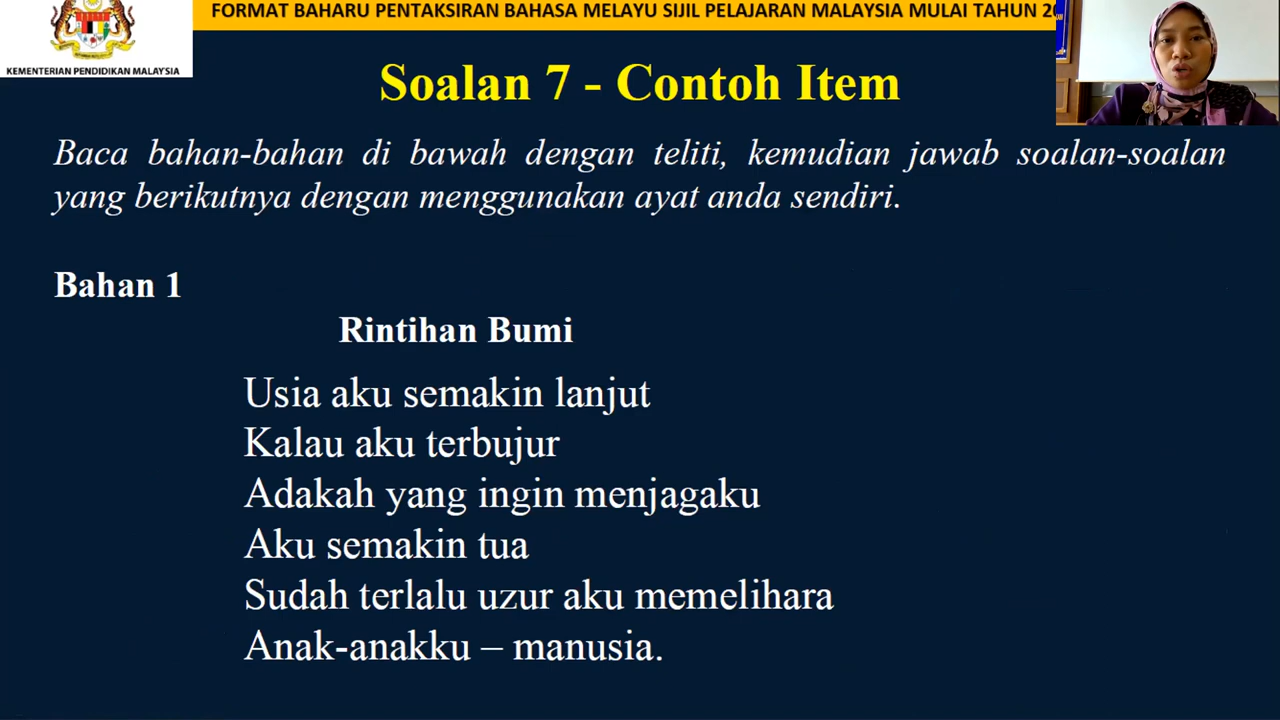 FORMAT BAHARU PENTAKSIRAN BAHASA MELAYU SIJIL PELAJARAN MALAYSIA MULAI TAHUN
KEMENTERIAN PENDIDIKAN MALAYSIA
Soalan 7 - Contoh Item
Baca bahan-bahan di bawah dengan teliti, kemudian jawab soalan-soalan
yang berikutnya dengan menggunakan ayat anda sendiri.
Bahan 1
Rintihan Bumi
Usia aku semakin lanjut
Kalau aku terbujur
Adakah yang ingin menjagaku
Aku semakin tua
Sudah terlalu uzur aku memelihara
Anak-anakku – manusia.